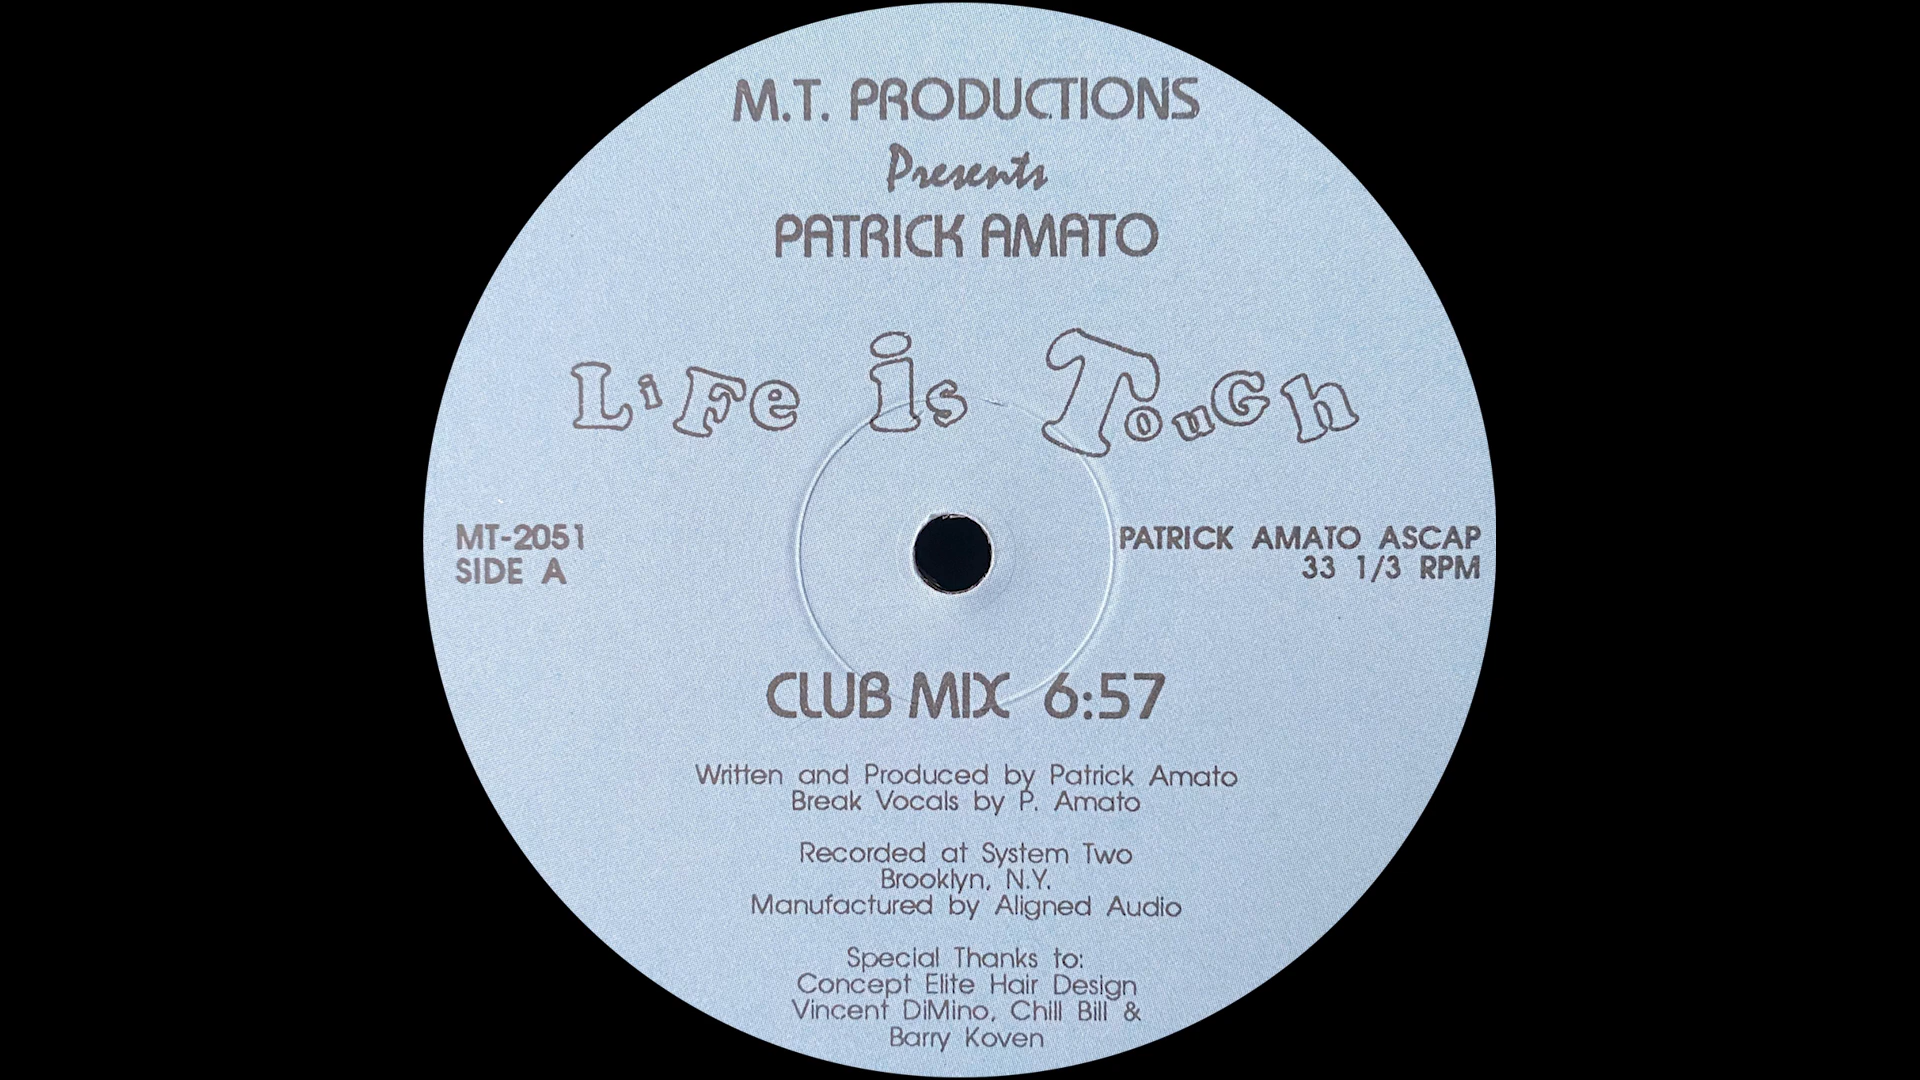 M.T. PRODUCTIONS
Presents
PATRICK AMATO
LiFe is TouGh
MT-2051
SIDE A
PATRICK AMATO ASCAP
33 1/3 RPM
CLUB MIX 6:57
Written and Produced by Patrick Amato
Break Vocals by P. Amato
Recorded at System Two
Brooklyn, N.Y.
Manufactured by Aligned Audio
Special Thanks to:
Concept Elite Hair Design
Vincent DiMino, Chill Bill &
Barry Koven